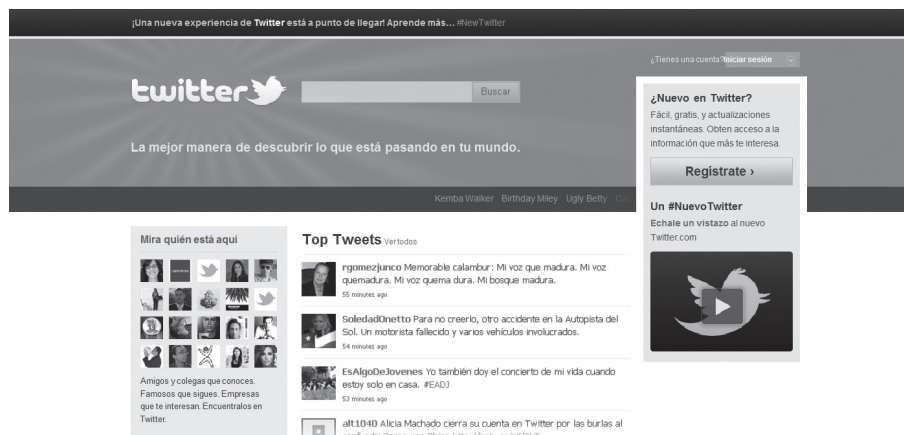 ¡Una nueva experiencia de Twitter está a punto de llegar! Aprende más... #NewTwitter
¿Tienes una cuenta? Iniciar sesión
twitter
Buscar
La mejor manera de descubrir lo que está pasando en tu mundo.
Kemba Walker Birthday Miley Ugly Betty
¿Nuevo en Twitter?
Fácil, gratis, y actualizaciones
instantáneas. Obten acceso a la
información que más te interesa.
Regístrate ›
Un #NuevoTwitter
Echale un vistazo al nuevo
Twitter.com
Mira quién está aquí
Amigos y colegas que conoces.
Famosos que sigues. Empresas
que te interesan. Encuentralos en
Twitter.
Top Tweets Ver todos
rgomezjunco Memorable calambur: Mi voz que madura. Mi voz
quemadura. Mi voz quema dura. Mi bosque madura.
55 minutes ago
SoledadOnetto Para no creerlo, otro accidente en la Autopista del
Sol. Un motorista fallecido y varios vehículos involucrados.
54 minutes ago
EsAlgoDeJovenes Yo también doy el concierto de mi vida cuando
estoy solo en casa. #EADJ
53 minutes ago
alt1040 Alicia Machado cierra su cuenta en Twitter por las burlas al